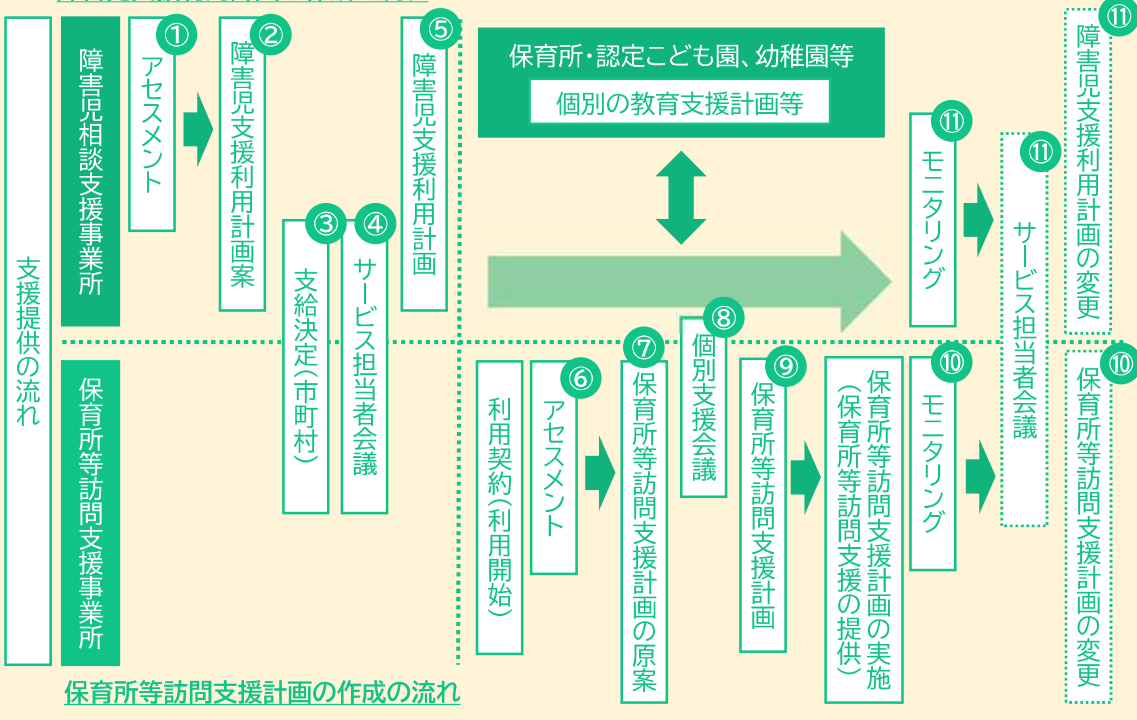 支援提供の流れ
障害児相談支援事業所
①
アセスメント
②
障害児支援利用計画案
③
支給決定(市町村)
④
サービス担当者会議
⑤
障害児支援利用計画
保育所・認定こども園、幼稚園等
個別の教育支援計画等
⑪
モニタリング
⑪
サービス担当者会議
⑪
障害児支援利用計画の変更
保育所等訪問支援事業所
利用契約(利用開始)
⑥
アセスメント
⑦
保育所等訪問支援計画の原案
⑧
個別支援会議
⑨
保育所等訪問支援計画
保育所等訪問支援計画の実施
(保育所等訪問支援の提供)
⑩
モニタリング
⑩
保育所等訪問支援計画の変更
保育所等訪問支援計画の作成の流れ